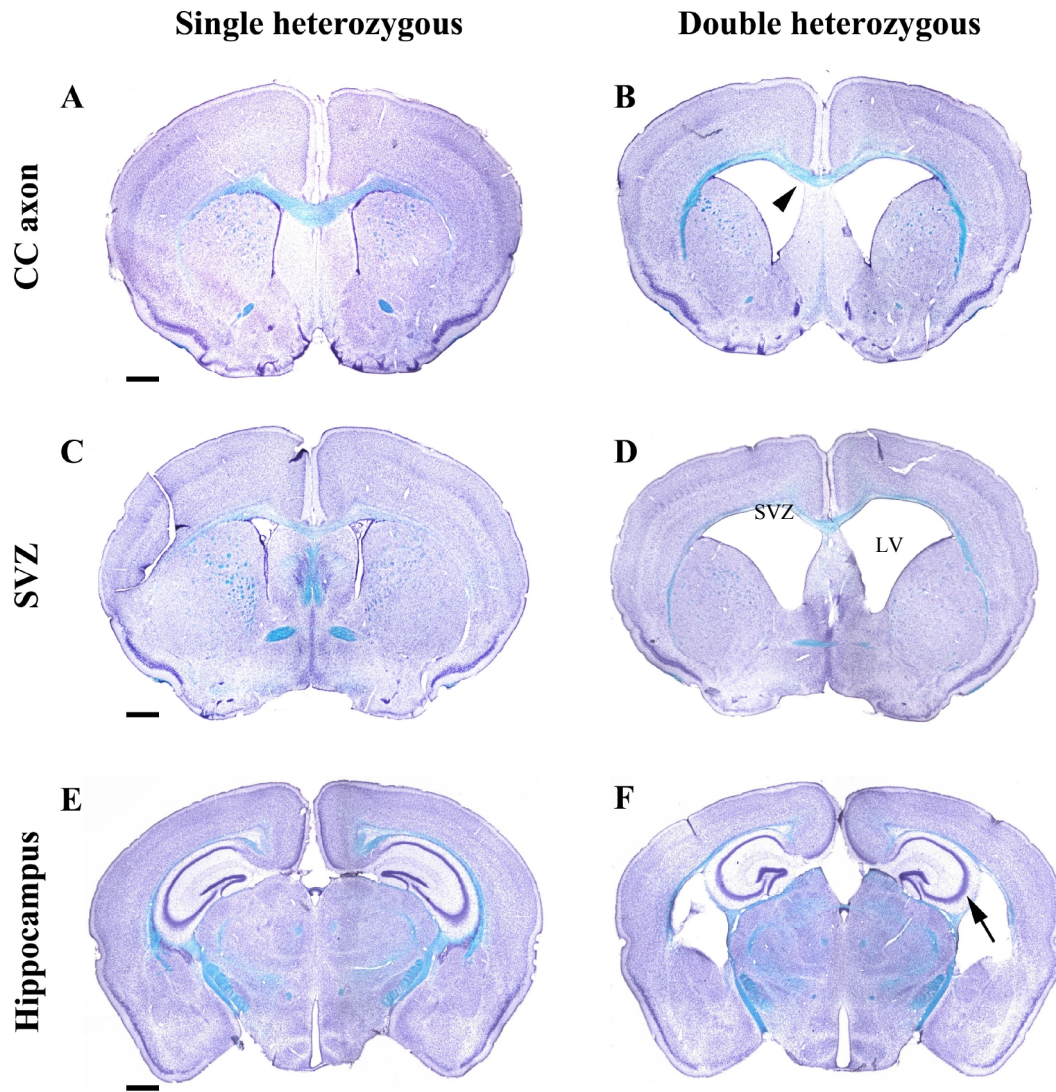 Single heterozygous
Double heterozygous
A
B
CC axon
C
D
SVZ
LV
SVZ
E
F
Hippocampus